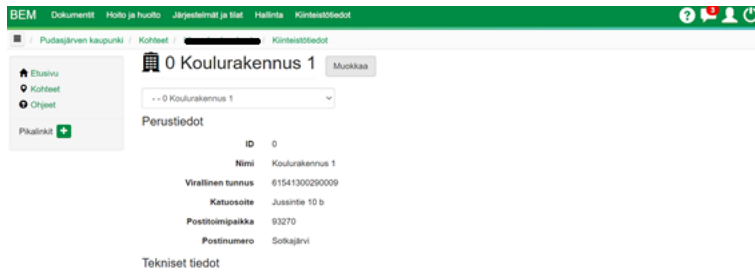 BEM Dokumentit Hoito ja huolto Järjestelmät ja tilat Hallinta Kiinteistötiedot 3
/ Pudasjärven kaupunki / Kohteet / / Kiinteistötiedot
Etusivu
Kohteet
Ohjeet
Pikalinkit
0 Koulurakennus 1 Muokkaa
- - 0 Koulurakennus 1
Perustiedot
ID 0
Nimi Koulurakennus 1
Virallinen tunnus 61541300290009
Katuosoite Jussintie 10 b
Postitoimipaikka 93270
Postinumero Sotkajärvi
Tekniset tiedot